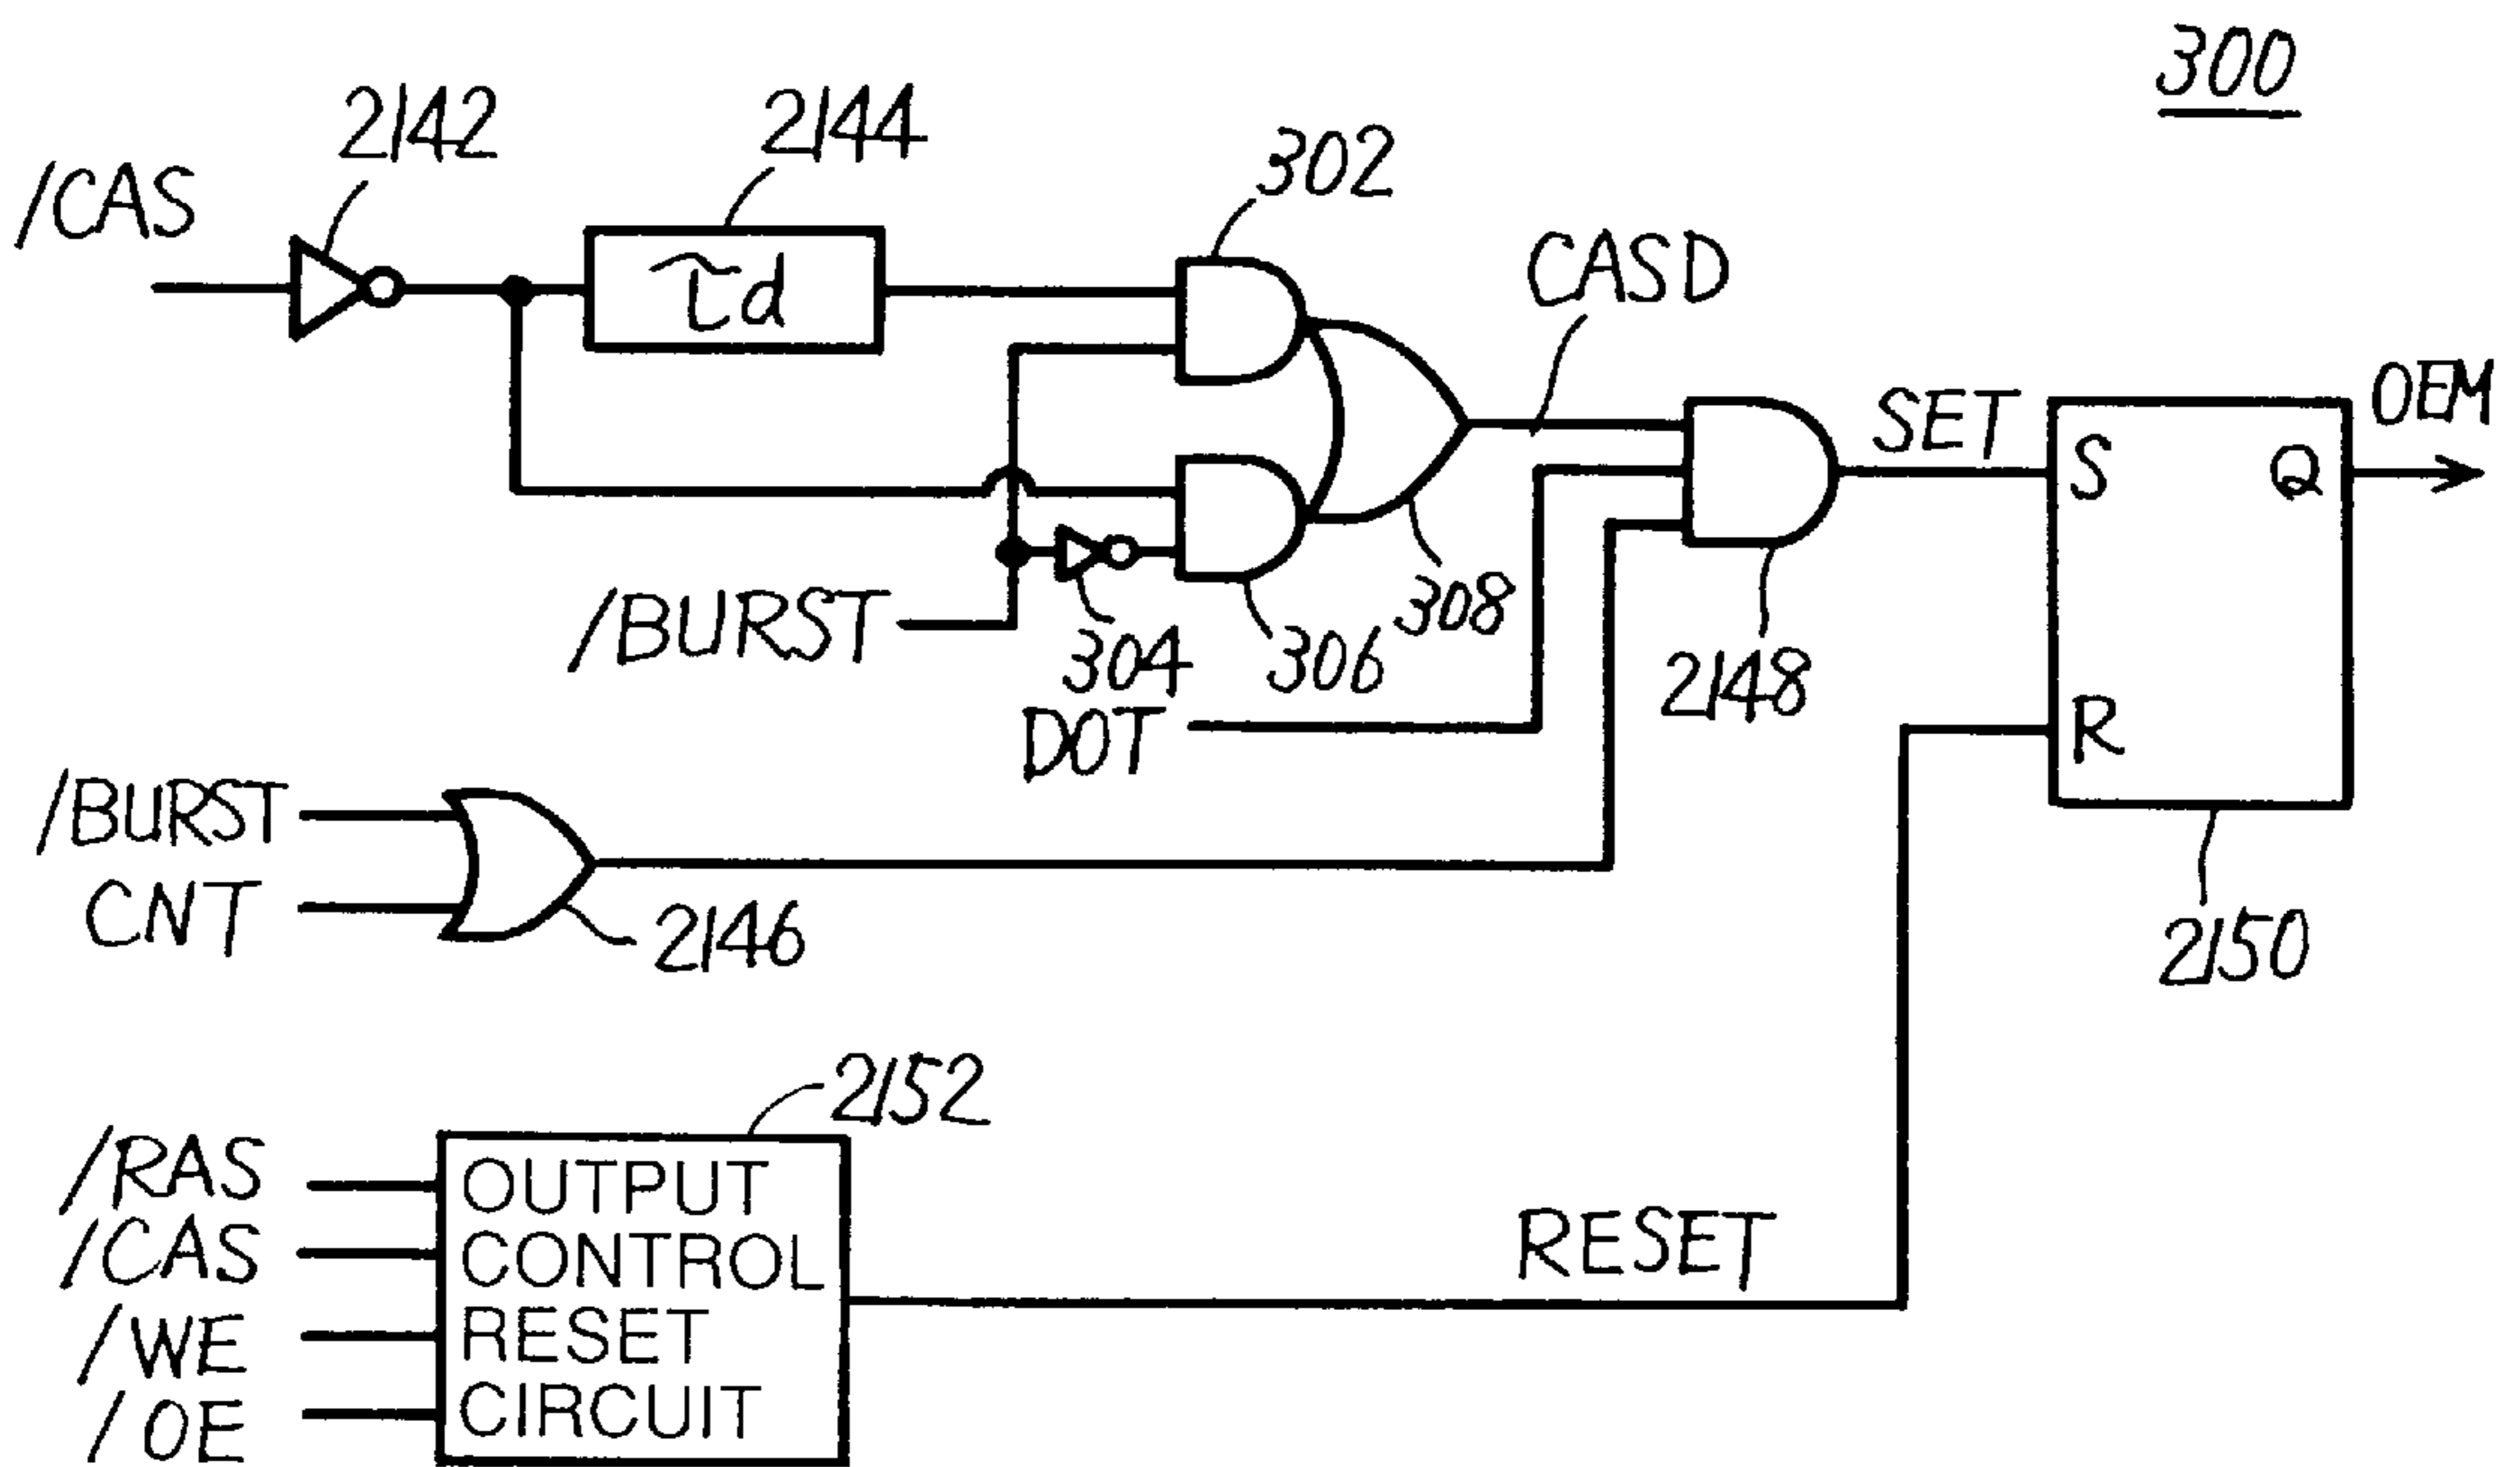 300
2142
2144
302
/CAS
τd
CASD
SET
OEM
S
Q
/BURST
304
306
308
2148
DOT
R
/BURST
CNT
2146
2150
2152
/RAS
/CAS
/WE
/OE
OUTPUT
CONTROL
RESET
CIRCUIT
RESET